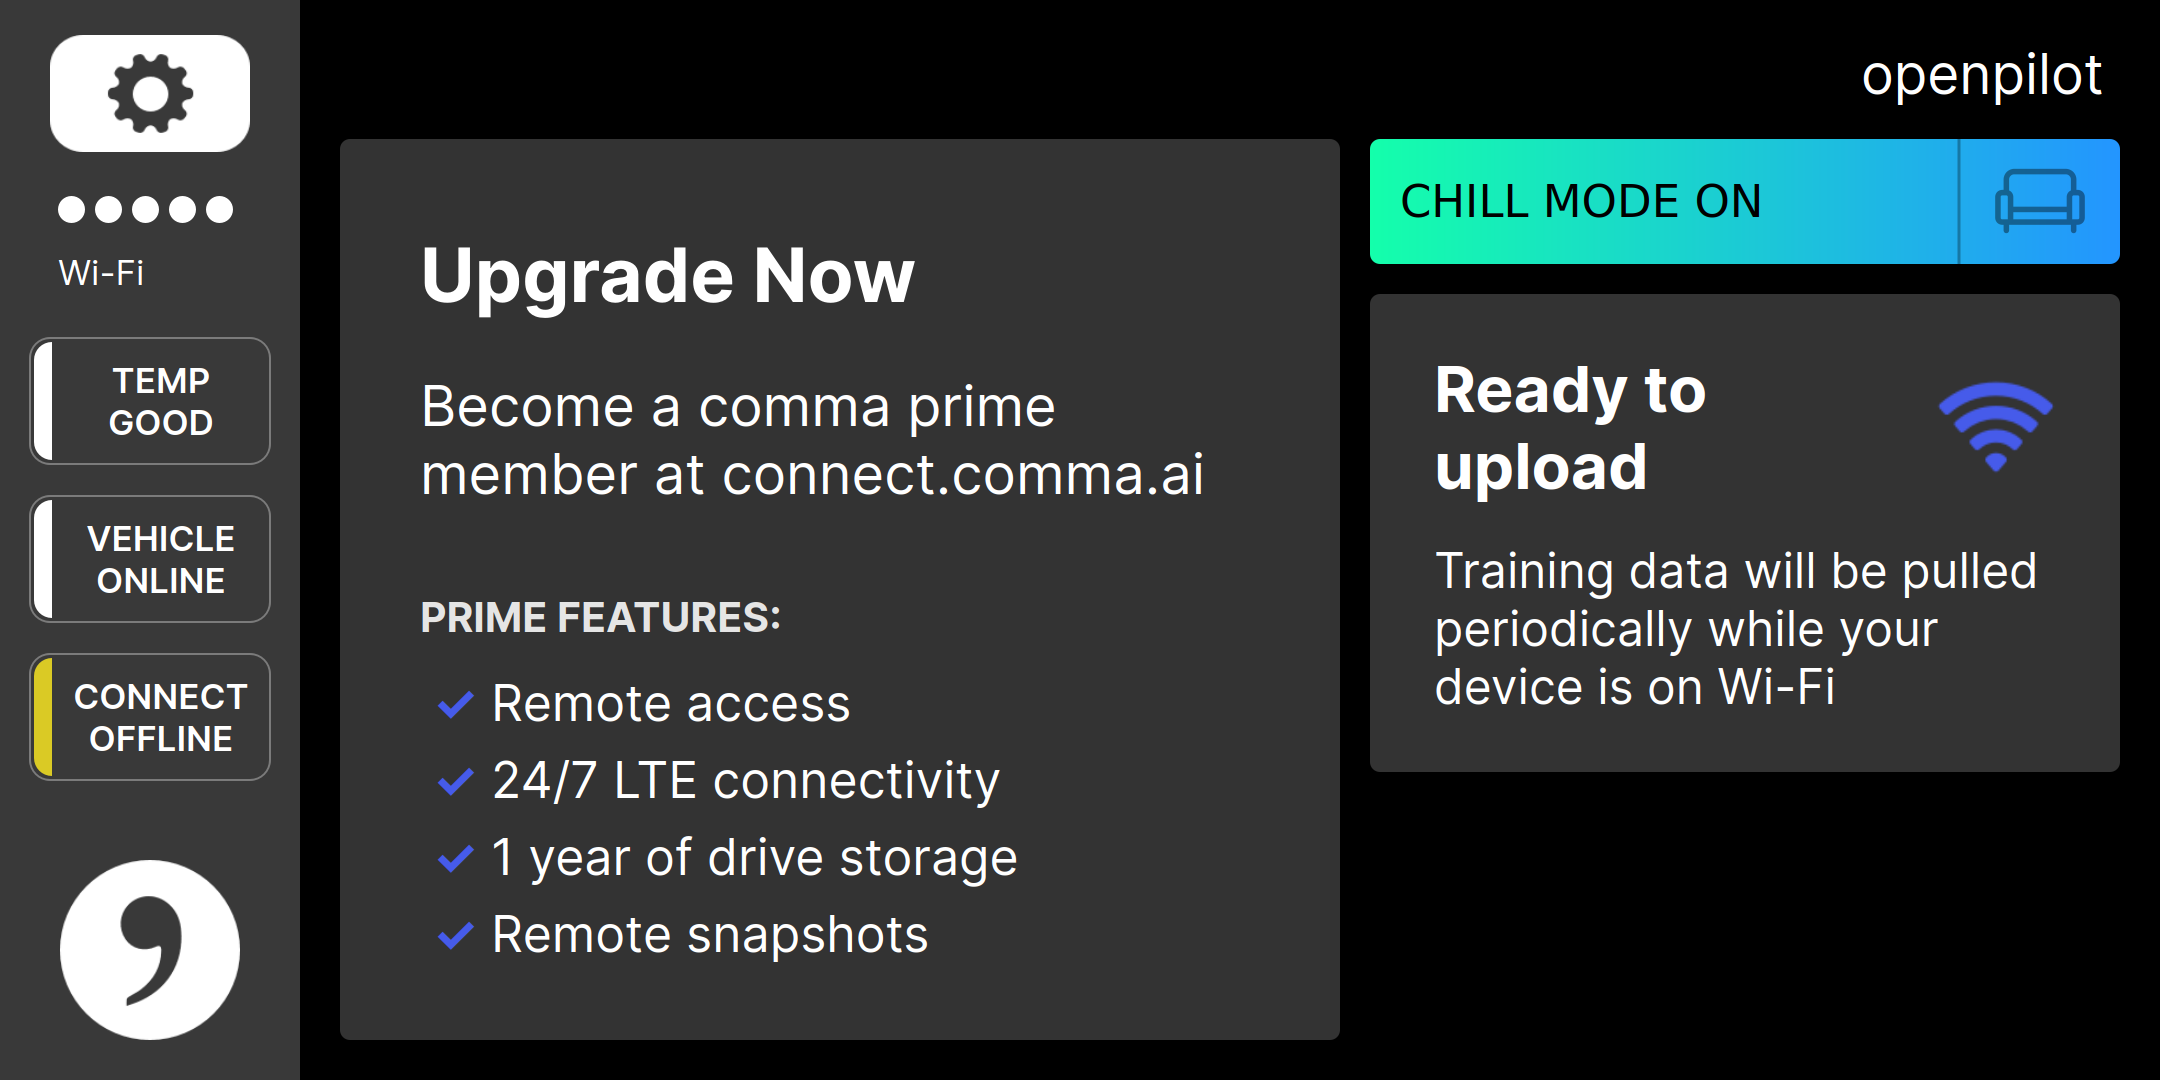 Wi-Fi
TEMP
GOOD
VEHICLE
ONLINE
CONNECT
OFFLINE
openpilot
Upgrade Now
Become a comma prime
member at connect.comma.ai
PRIME FEATURES:
Remote access
24/7 LTE connectivity
1 year of drive storage
Remote snapshots
CHILL MODE ON
Ready to
upload
Training data will be pulled
periodically while your
device is on Wi-Fi